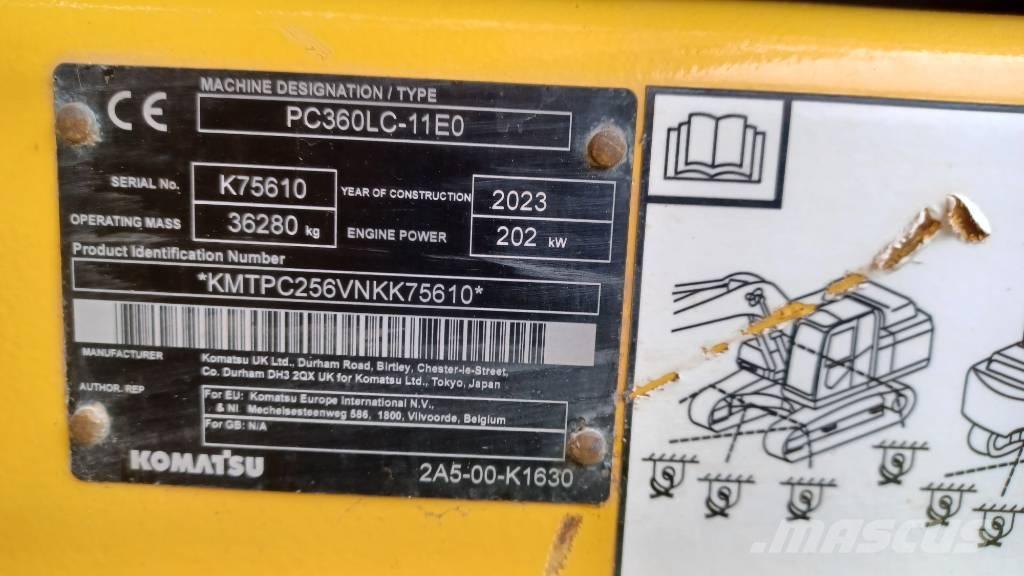 CE
MACHINE DESIGNATION / TYPE
PC360LC-11E0
SERIAL No. K75610 YEAR OF CONSTRUCTION 2023
OPERATING MASS 36280 kg ENGINE POWER 202 kW
Product Identification Number
*KMTPC256VNKK75610*
MANUFACTURER Komatsu UK Ltd., Durham Road, Birtley, Chester-le-Street,
Co. Durham DH3 2QX UK for Komatsu Ltd., Tokyo, Japan
AUTHOR. REP For EU: Komatsu Europe International N.V.,
& NI Mechelsesteenweg 586, 1800, Vilvoorde, Belgium
For GB: N/A
KOMATSU 2A5-00-K1630
MASCUS